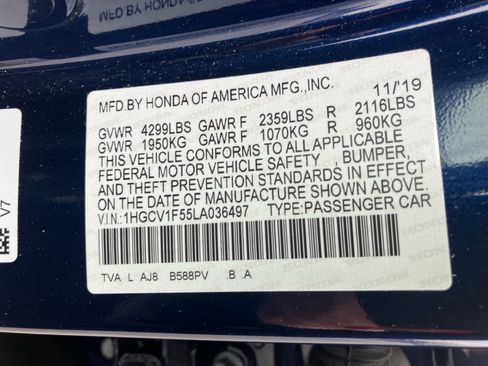 MFD.BY HONDA OF AMERICA MFG.,INC. 11/'19
GVWR 4299LBS GAWR F 2359LBS R 2116LBS
GVWR 1950KG GAWR F 1070KG R 960KG
THIS VEHICLE CONFORMS TO ALL APPLICABLE
FEDERAL MOTOR VEHICLE SAFETY , BUMPER,
AND THEFT PREVENTION STANDARDS IN EFFECT
ON THE DATE OF MANUFACTURE SHOWN ABOVE.
V.I.N.:1HGCV1F55LA036497 TYPE:PASSENGER CAR
TVA L AJ8 B588PV .B .A
V7